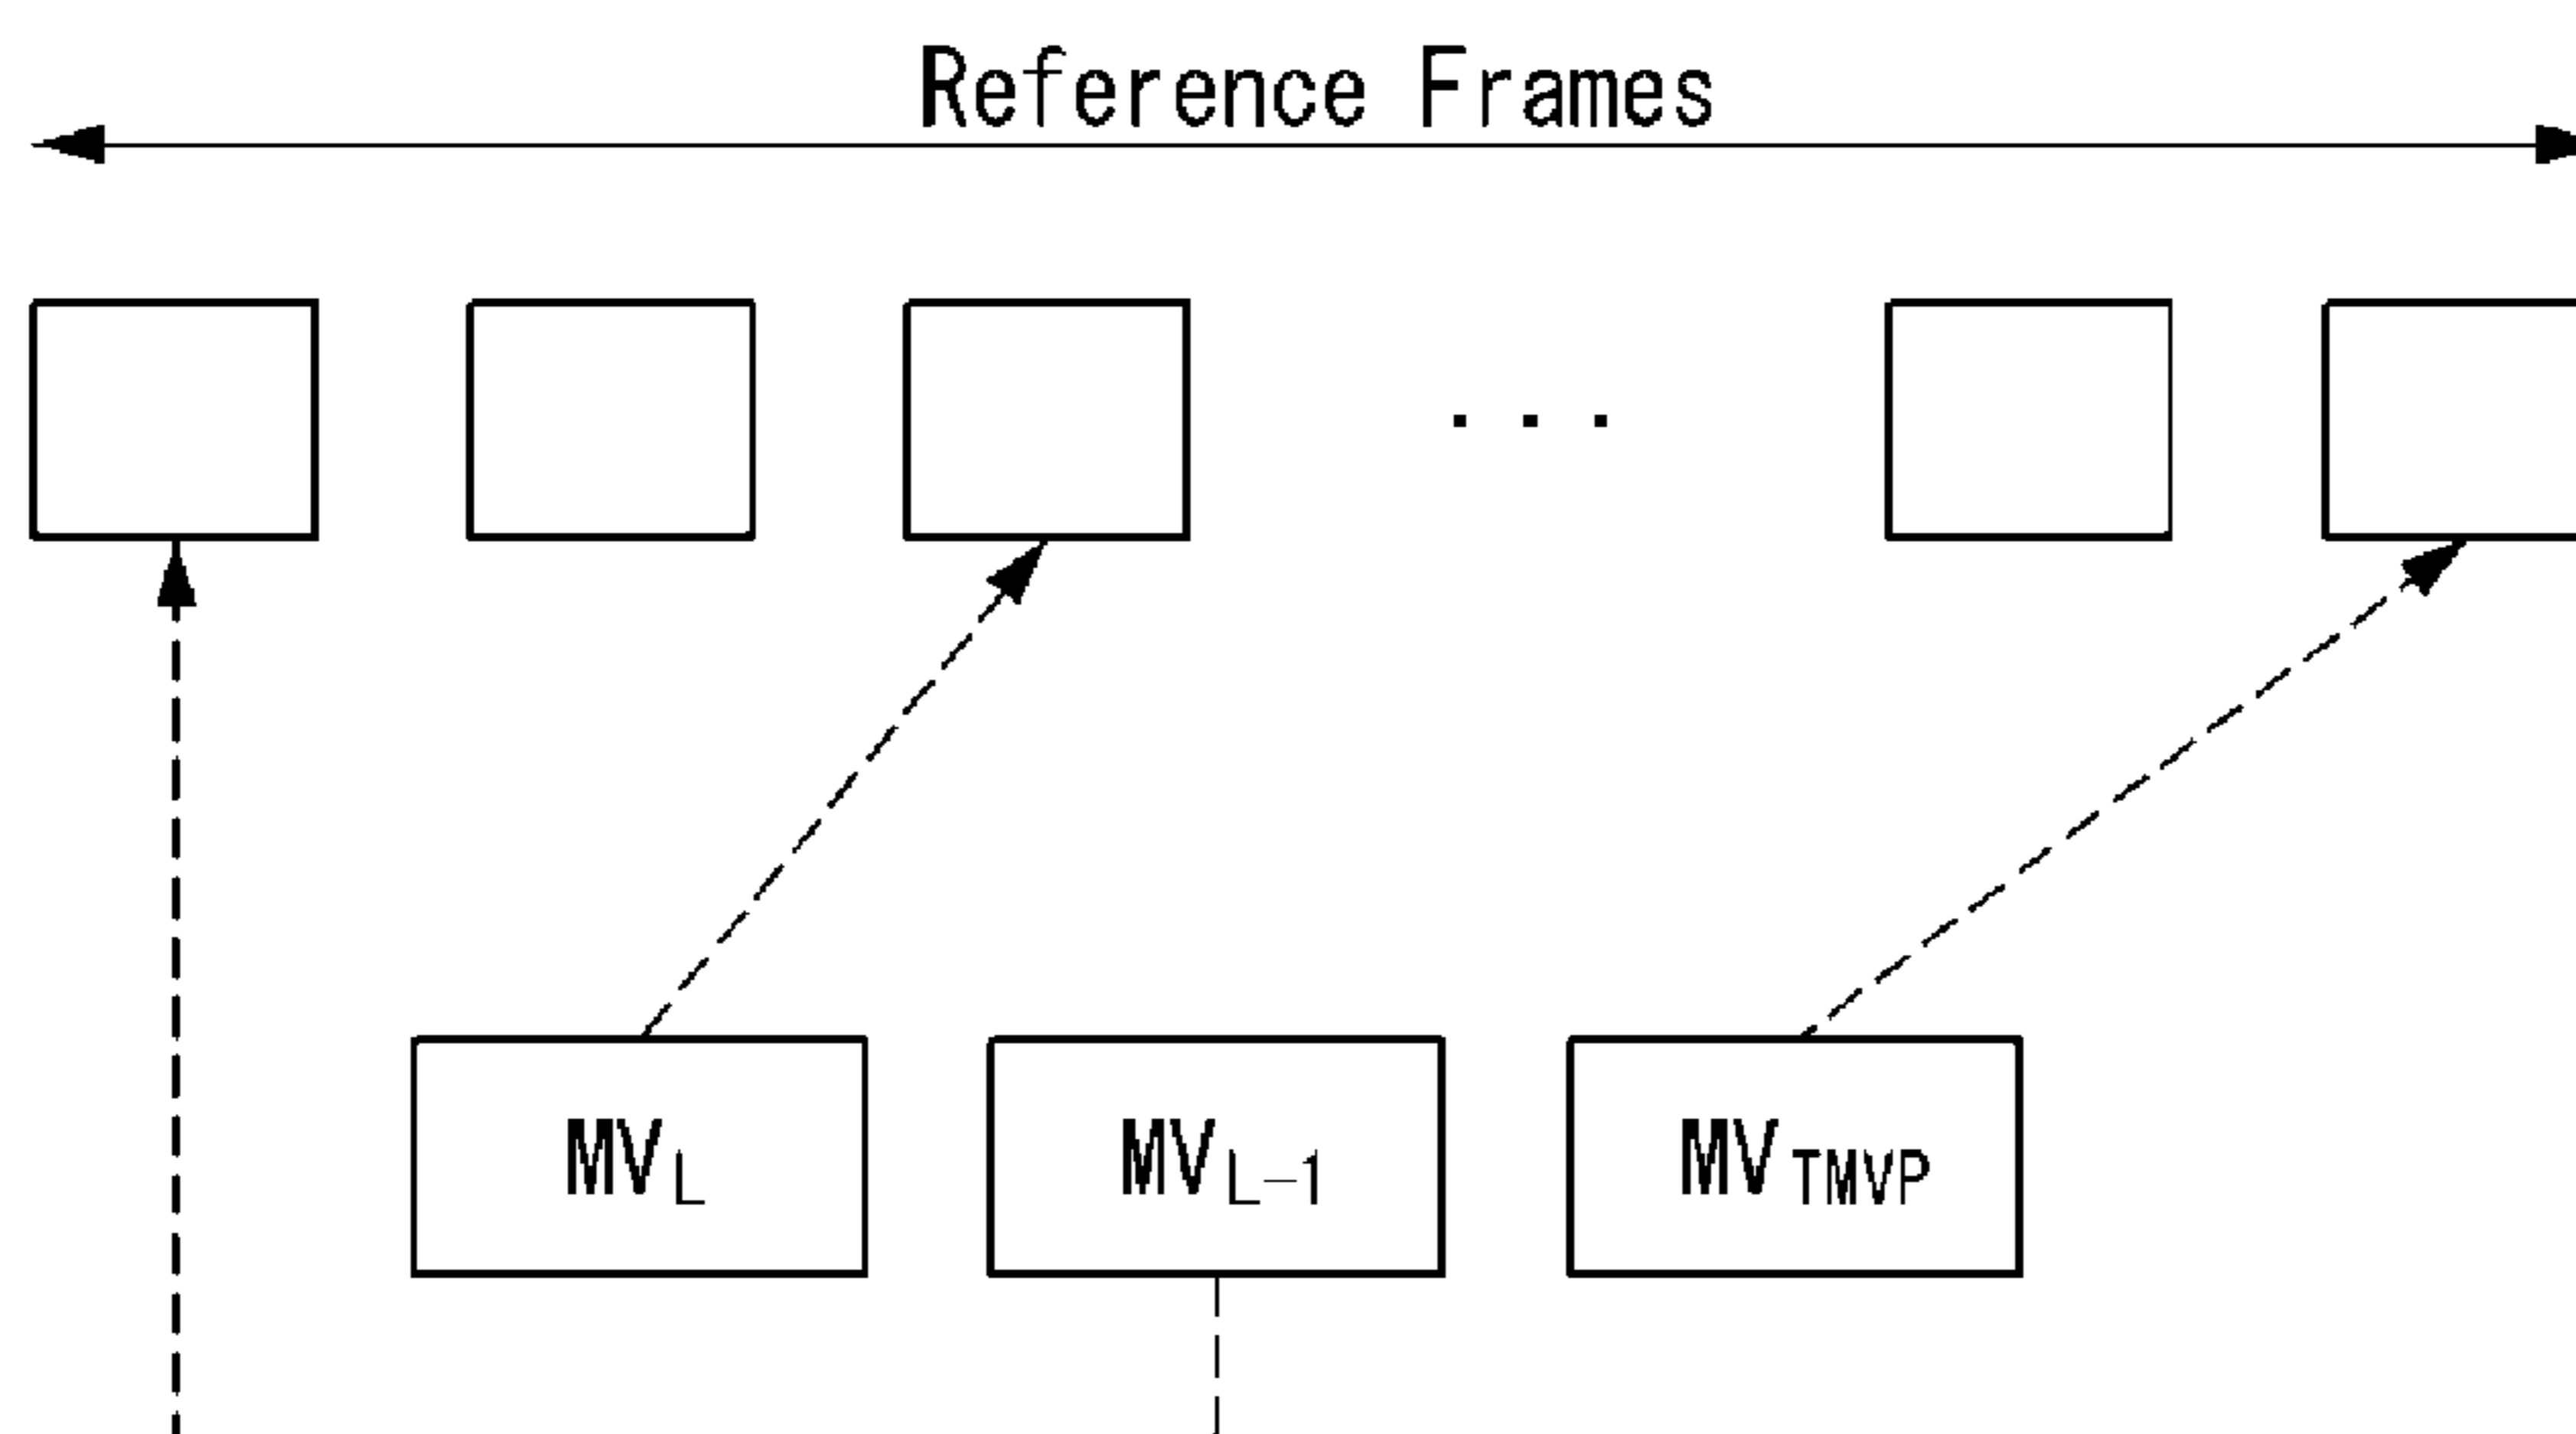 Reference Frames
. . .
MV_L MV_L-1 MV_TMVP